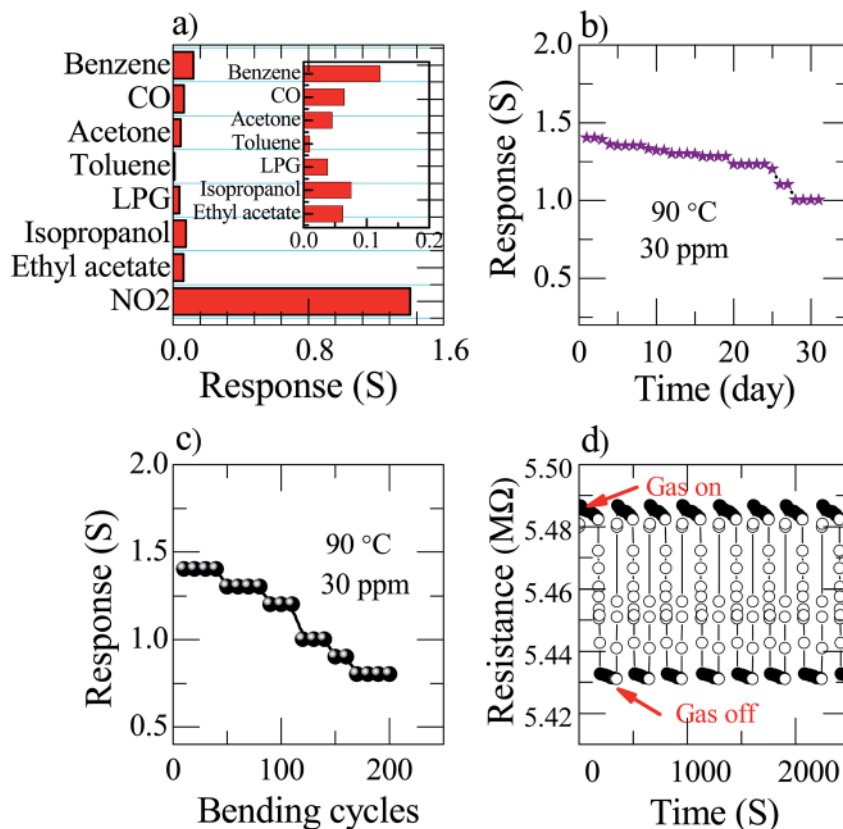 a)
Benzene
CO
Acetone
Toluene
LPG
Isopropanol
Ethyl acetate
NO2
0.0 0.8 1.6
Response (S)
Benzene
CO
Acetone
Toluene
LPG
Isopropanol
Ethyl acetate
0.0 0.1 0.2
b)
Response (S)
2.0
1.5
1.0
0.5
90 °C
30 ppm
0 10 20 30
Time (day)
c)
Response (S)
2.0
1.5
1.0
0.5
90 °C
30 ppm
0 100 200
Bending cycles
d)
Resistance (MΩ)
5.50
5.48
5.46
5.44
5.42
Gas on
Gas off
0 1000 2000
Time (S)